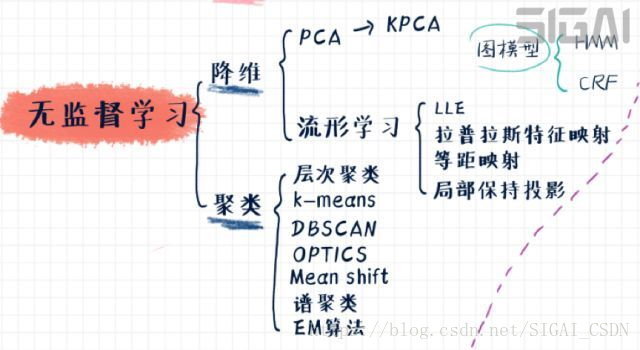 SIGAI
PCA → KPCA
图模型
HMM
CRF
降维
无监督学习
流形学习
LLE
拉普拉斯特征映射
等距映射
局部保持投影
聚类
层次聚类
k-means
DBSCAN
OPTICS
Mean shift
谱聚类
EM算法
https://blog.csdn.net/SIGAI_CSDN